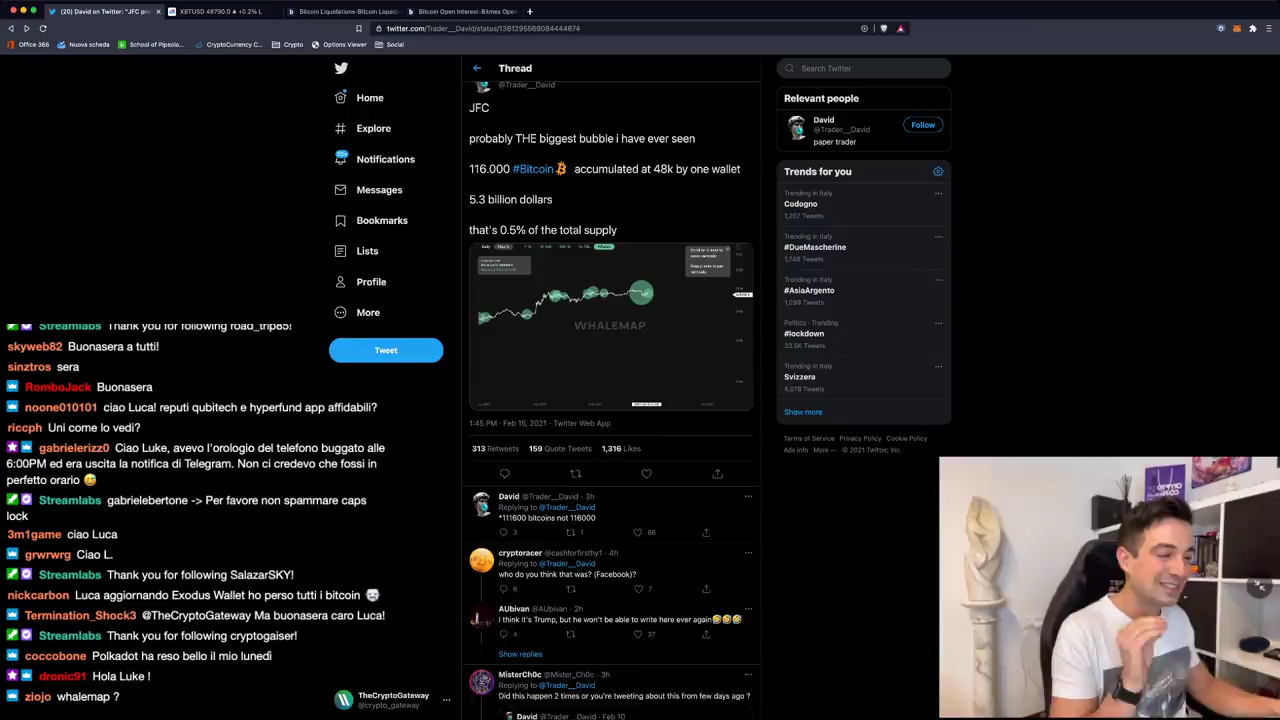 (20) David on Twitter: "JFC pro
XBTUSD 48790.0 ▲ +0.2% L
Bitcoin Liquidations-Bitcoin Liquid
Bitcoin Open Interest-Bitmex Open
twitter.com/Trader__David/status/1361295569084444674
Office 365
Nuova scheda
School of Pipsolo...
CryptoCurrency C...
Crypto
Options Viewer
Social
Home
Explore
20+
Notifications
Messages
Bookmarks
Lists
Profile
More
Tweet
Thread
@Trader__David
JFC
probably THE biggest bubble i have ever seen
116.000 #Bitcoin accumulated at 48k by one wallet
5.3 billion dollars
that's 0.5% of the total supply
WHALEMAP
1:45 PM · Feb 15, 2021 · Twitter Web App
313 Retweets 159 Quote Tweets 1,316 Likes
David @Trader__David · 3h
Replying to @Trader__David
*111600 bitcoins not 116000
3 1 86
cryptoracer @cashforfirsthy1 · 4h
Replying to @Trader__David
who do you think that was? (Facebook)?
6 7
AUbivan @AUbivan · 2h
I think it's Trump, but he won't be able to write here ever again🤣🤣🤣
4 37
Show replies
MisterCh0c @Mister_Ch0c · 3h
Replying to @Trader__David
Did this happen 2 times or you're tweeting about this from few days ago ?
David @Trader__David · Feb 10
Search Twitter
Relevant people
David
@Trader__David
Follow
paper trader
Trends for you
Trending in Italy
Codogno
1,207 Tweets
Trending in Italy
#DueMascherine
1,748 Tweets
Trending in Italy
#AsiaArgento
1,099 Tweets
Politics · Trending
#lockdown
33.5K Tweets
Trending in Italy
Svizzera
4,078 Tweets
Show more
Terms of Service Privacy Policy Cookie Policy
Ads info More ··· © 2021 Twitter, Inc.
Streamlabs Thank you for following road_trip85!
skyweb82 Buonasera a tutti!
sinztros sera
RomboJack Buonasera
noone010101 ciao Luca! reputi qubitech e hyperfund app affidabili?
riccph Uni come lo vedi?
gabrielerizz0 Ciao Luke, avevo l'orologio del telefono buggato alle
6:00PM ed era uscita la notifica di Telegram. Non ci credevo che fossi in
perfetto orario 😅
Streamlabs gabrielebertone -> Per favore non spammare caps
lock
3m1game ciao Luca
grwrwrg Ciao L.
Streamlabs Thank you for following SalazarSKY!
nickcarbon Luca aggiornando Exodus Wallet ho perso tutti i bitcoin
Termination_Shock3 @TheCryptoGateway Ma buonasera caro Luca!
Streamlabs Thank you for following cryptogaiser!
coccobone Polkadot ha reso bello il mio lunedì
dronic91 Hola Luke !
ziojo whalemap ?
TheCryptoGateway
@crypto_gateway